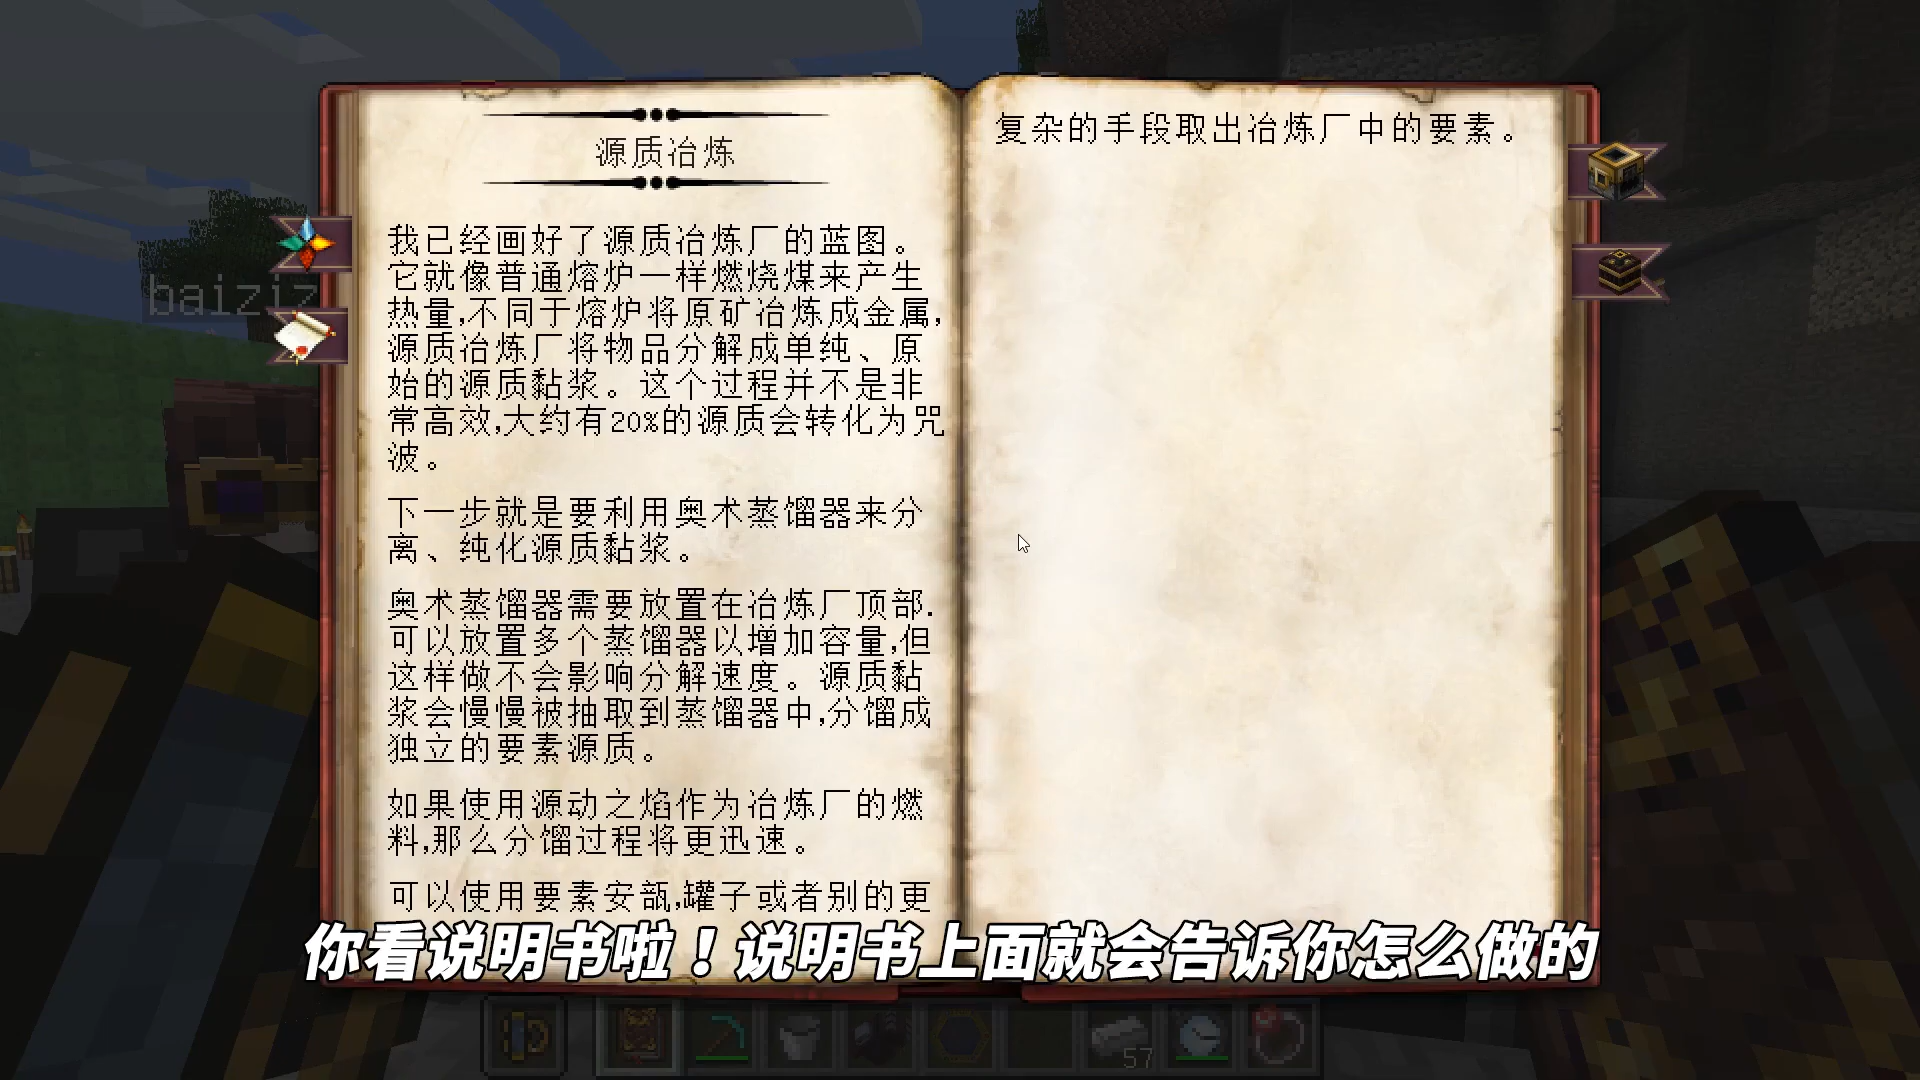 源质冶炼
我已经画好了源质冶炼厂的蓝图。
它就像普通熔炉一样燃烧煤来产生
热量,不同于熔炉将原矿冶炼成金属,
源质冶炼厂将物品分解成单纯、原
始的源质黏浆。这个过程并不是非
常高效,大约有20%的源质会转化为咒
波。
下一步就是要利用奥术蒸馏器来分
离、纯化源质黏浆。
奥术蒸馏器需要放置在冶炼厂顶部.
可以放置多个蒸馏器以增加容量,但
这样做不会影响分解速度。源质黏
浆会慢慢被抽取到蒸馏器中,分馏成
独立的要素源质。
如果使用源动之焰作为冶炼厂的燃
料,那么分馏过程将更迅速。
可以使用要素安瓿,罐子或者别的更
复杂的手段取出冶炼厂中的要素。
baiziz
你看说明书啦！说明书上面就会告诉你怎么做的
57